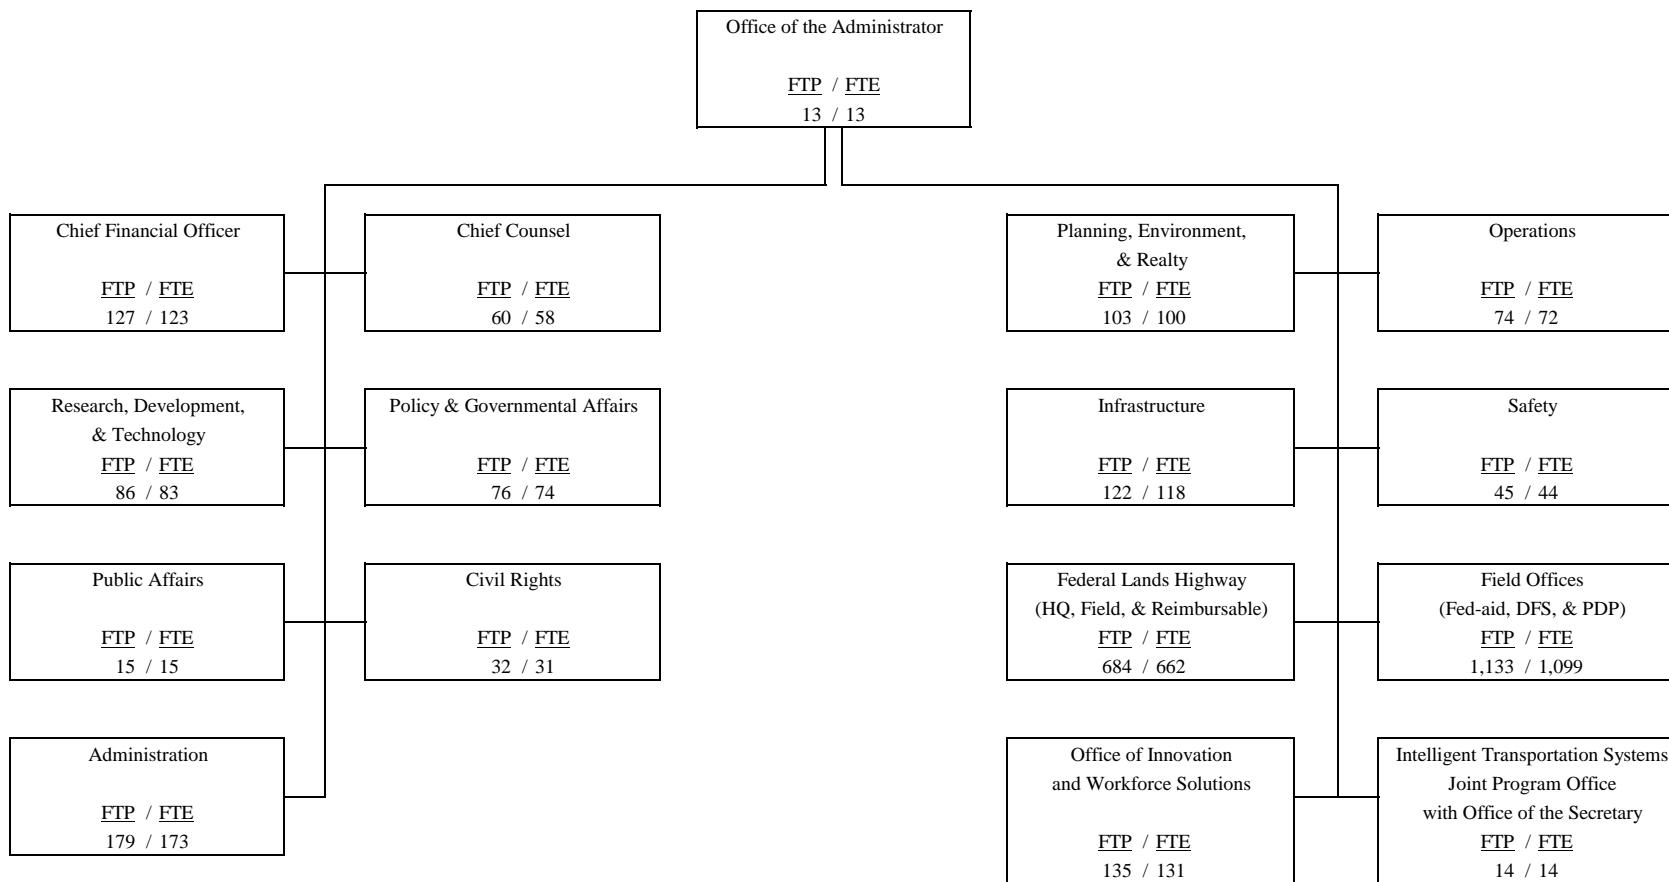 Office of the Administrator
FTP / FTE
13 / 13
Chief Financial Officer
FTP / FTE
127 / 123
Chief Counsel
FTP / FTE
60 / 58
Planning, Environment,
& Realty
FTP / FTE
103 / 100
Operations
FTP / FTE
74 / 72
Research, Development,
& Technology
FTP / FTE
86 / 83
Policy & Governmental Affairs
FTP / FTE
76 / 74
Infrastructure
FTP / FTE
122 / 118
Safety
FTP / FTE
45 / 44
Public Affairs
FTP / FTE
15 / 15
Civil Rights
FTP / FTE
32 / 31
Federal Lands Highway
(HQ, Field, & Reimbursable)
FTP / FTE
684 / 662
Field Offices
(Fed-aid, DFS, & PDP)
FTP / FTE
1,133 / 1,099
Administration
FTP / FTE
179 / 173
Office of Innovation
and Workforce Solutions
FTP / FTE
135 / 131
Intelligent Transportation Systems
Joint Program Office
with Office of the Secretary
FTP / FTE
14 / 14